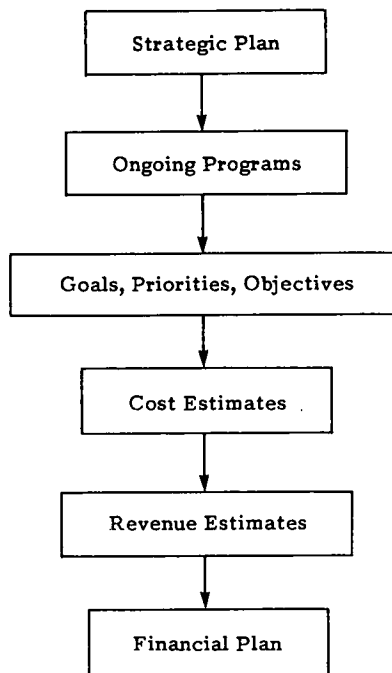 Strategic Plan
Ongoing Programs
Goals, Priorities, Objectives
Cost Estimates
Revenue Estimates
Financial Plan